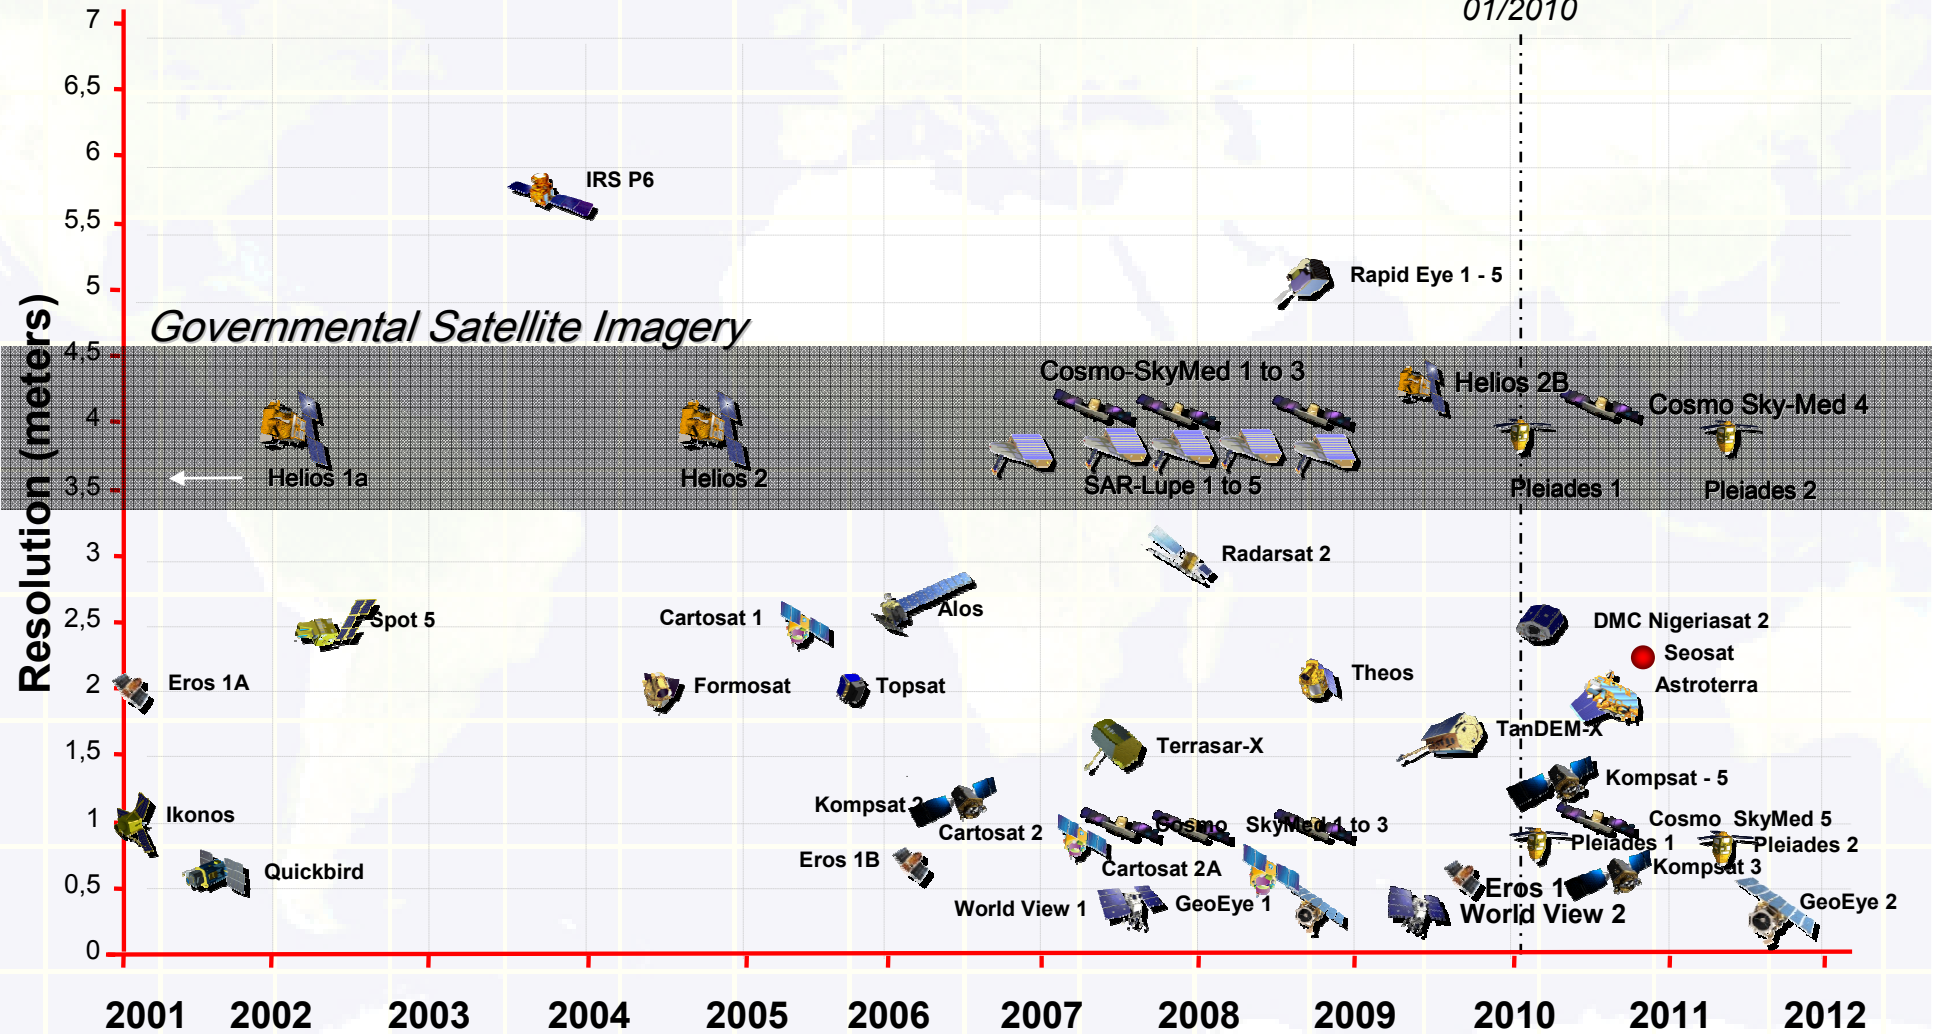 01/2010
7
6,5
6
IRS P6
5,5
5
Rapid Eye 1 - 5
Governmental Satellite Imagery
Resolution (meters)
4,5
Cosmo-SkyMed 1 to 3
Helios 2B
Cosmo Sky-Med 4
4
Helios 1a
Helios 2
3,5
SAR-Lupe 1 to 5
Pleiades 1
Pleiades 2
3
Radarsat 2
2,5
Spot 5
Cartosat 1
Alos
DMC Nigeriasat 2
Seosat
2
Eros 1A
Formosat
Topsat
Theos
Astroterra
1,5
Terrasar-X
TanDEM-X
Kompsat - 5
1
Ikonos
Kompsat 2
Cartosat 2
Cosmo SkyMed 1 to 3
Cosmo SkyMed 5
Pleiades 1
Pleiades 2
Eros 1B
Cartosat 2A
Kompsat 3
0,5
Quickbird
Eros 1
World View 1
GeoEye 1
World View 2
GeoEye 2
0
2001 2002 2003 2004 2005 2006 2007 2008 2009 2010 2011 2012